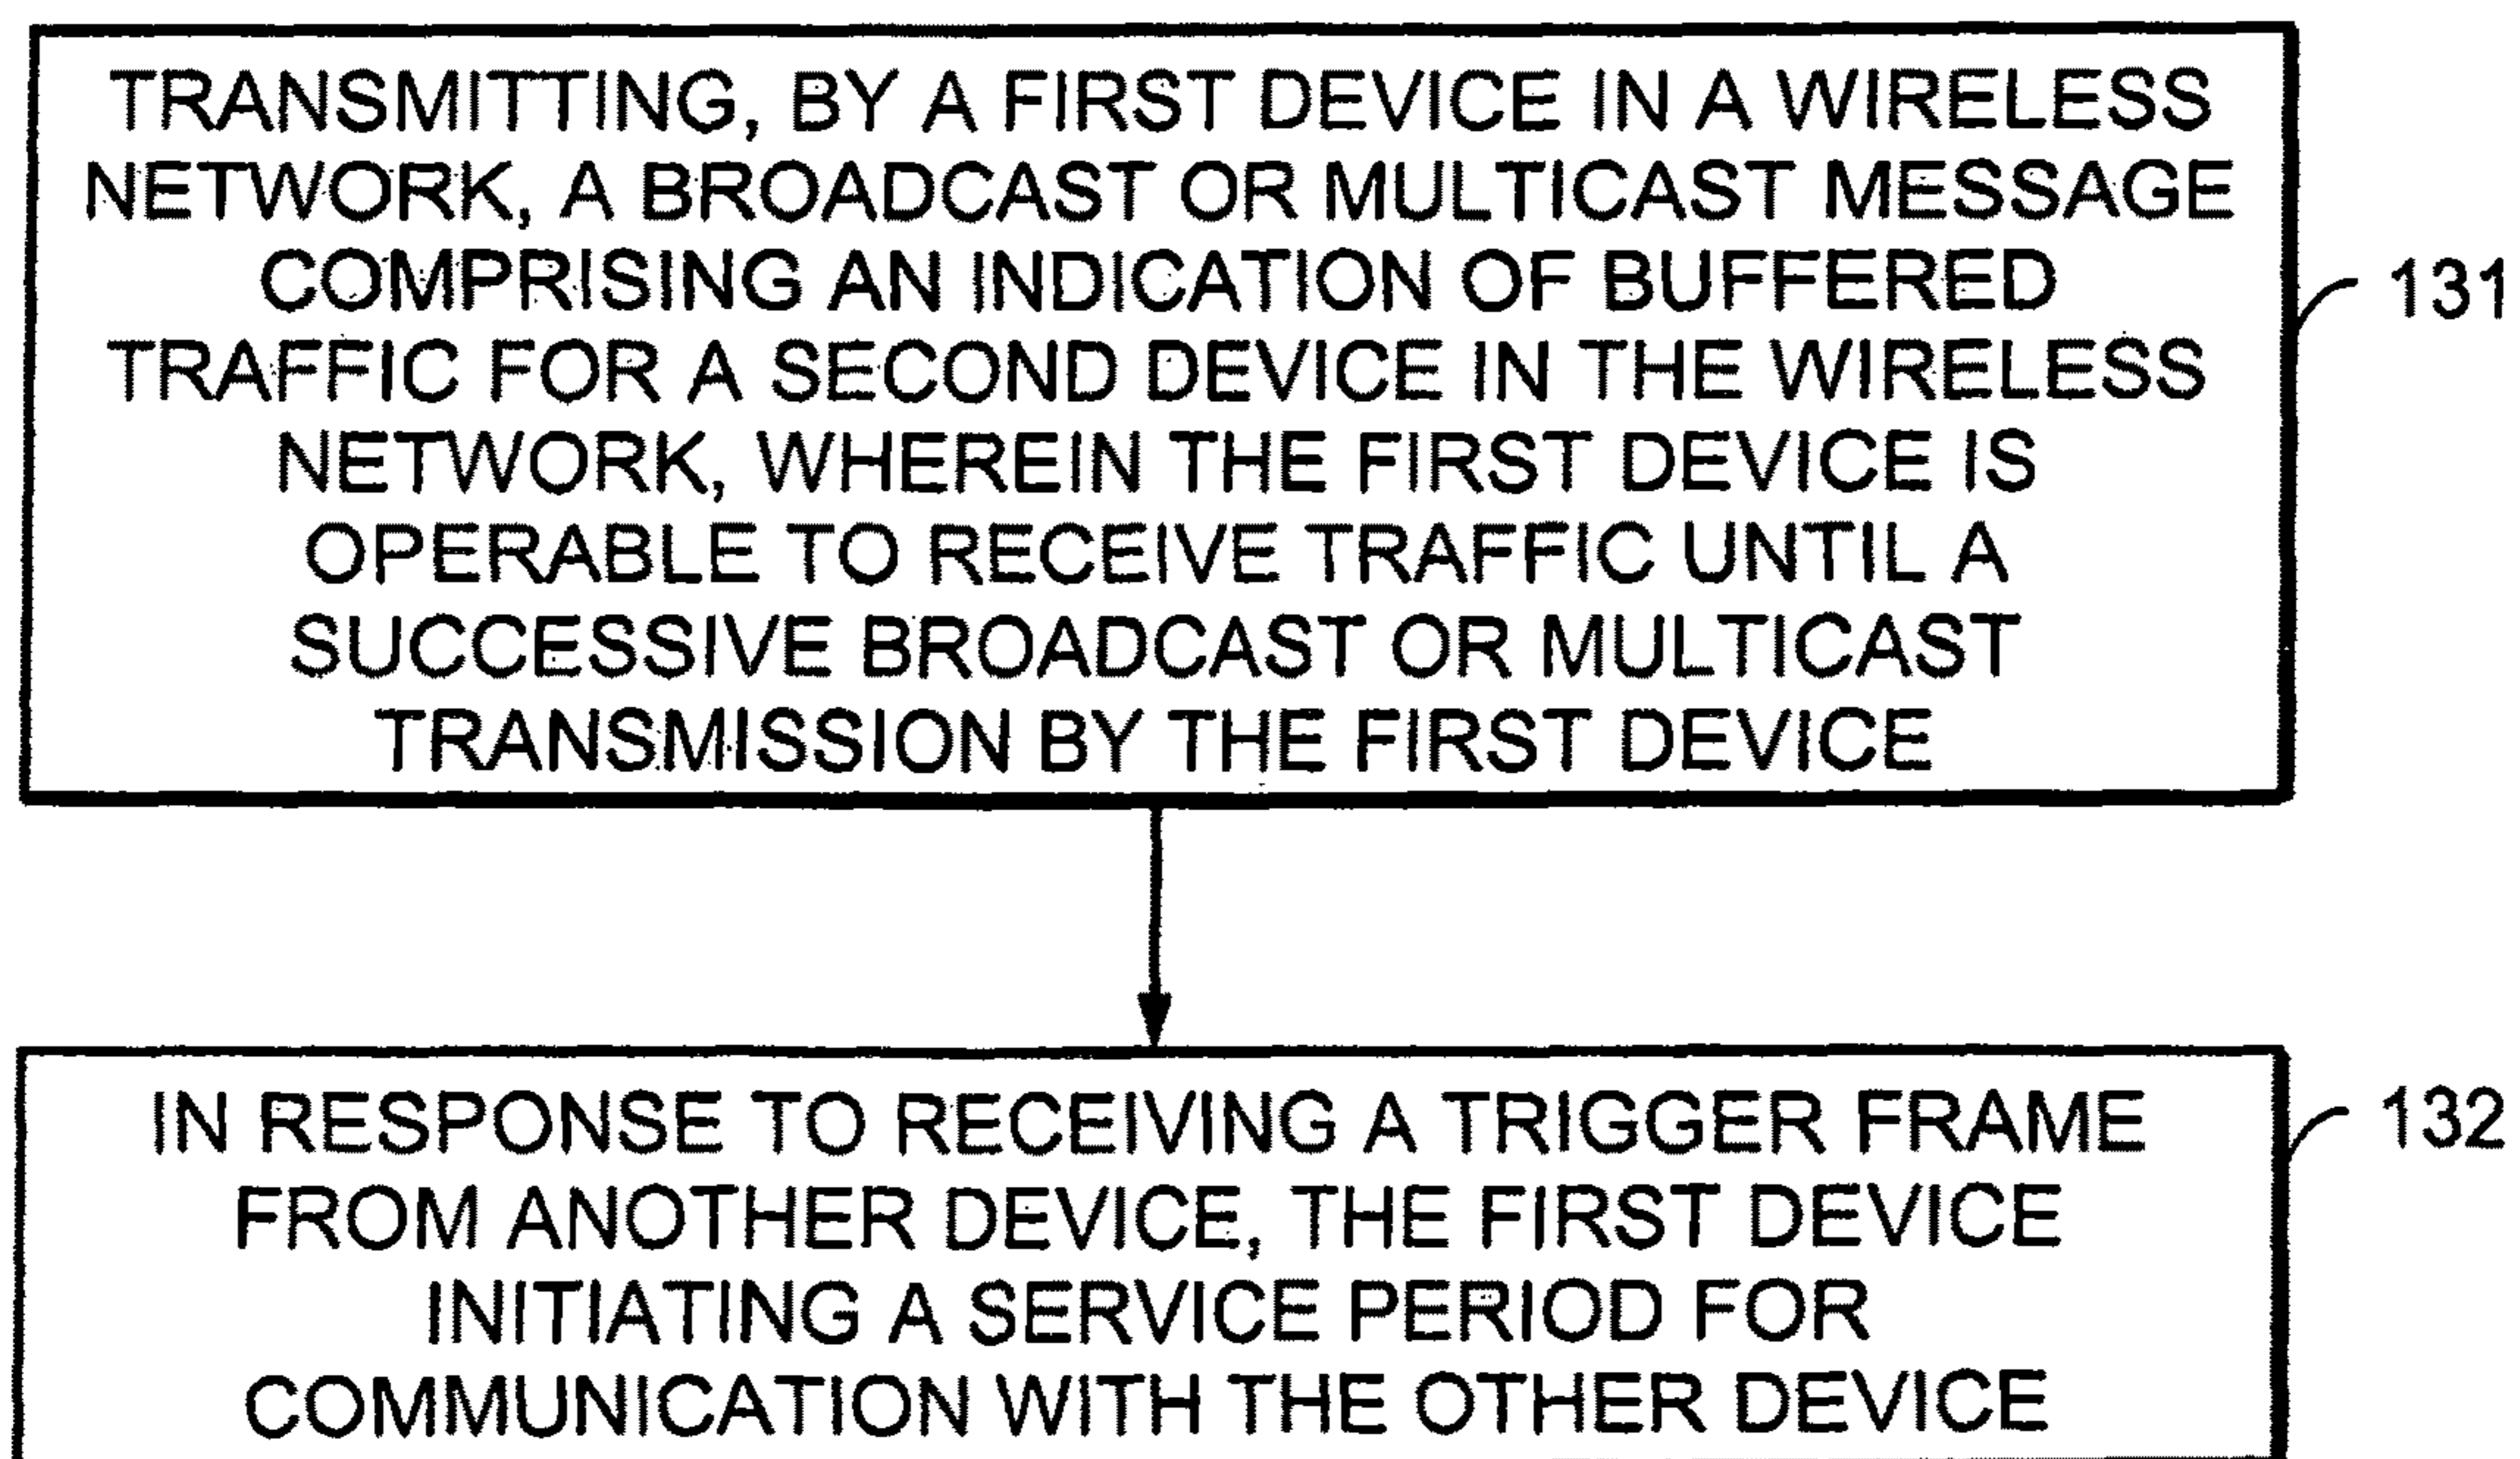 TRANSMITTING, BY A FIRST DEVICE IN A WIRELESS
NETWORK, A BROADCAST OR MULTICAST MESSAGE
COMPRISING AN INDICATION OF BUFFERED
TRAFFIC FOR A SECOND DEVICE IN THE WIRELESS
NETWORK, WHEREIN THE FIRST DEVICE IS
OPERABLE TO RECEIVE TRAFFIC UNTIL A
SUCCESSIVE BROADCAST OR MULTICAST
TRANSMISSION BY THE FIRST DEVICE
131
IN RESPONSE TO RECEIVING A TRIGGER FRAME
FROM ANOTHER DEVICE, THE FIRST DEVICE
INITIATING A SERVICE PERIOD FOR
COMMUNICATION WITH THE OTHER DEVICE
132